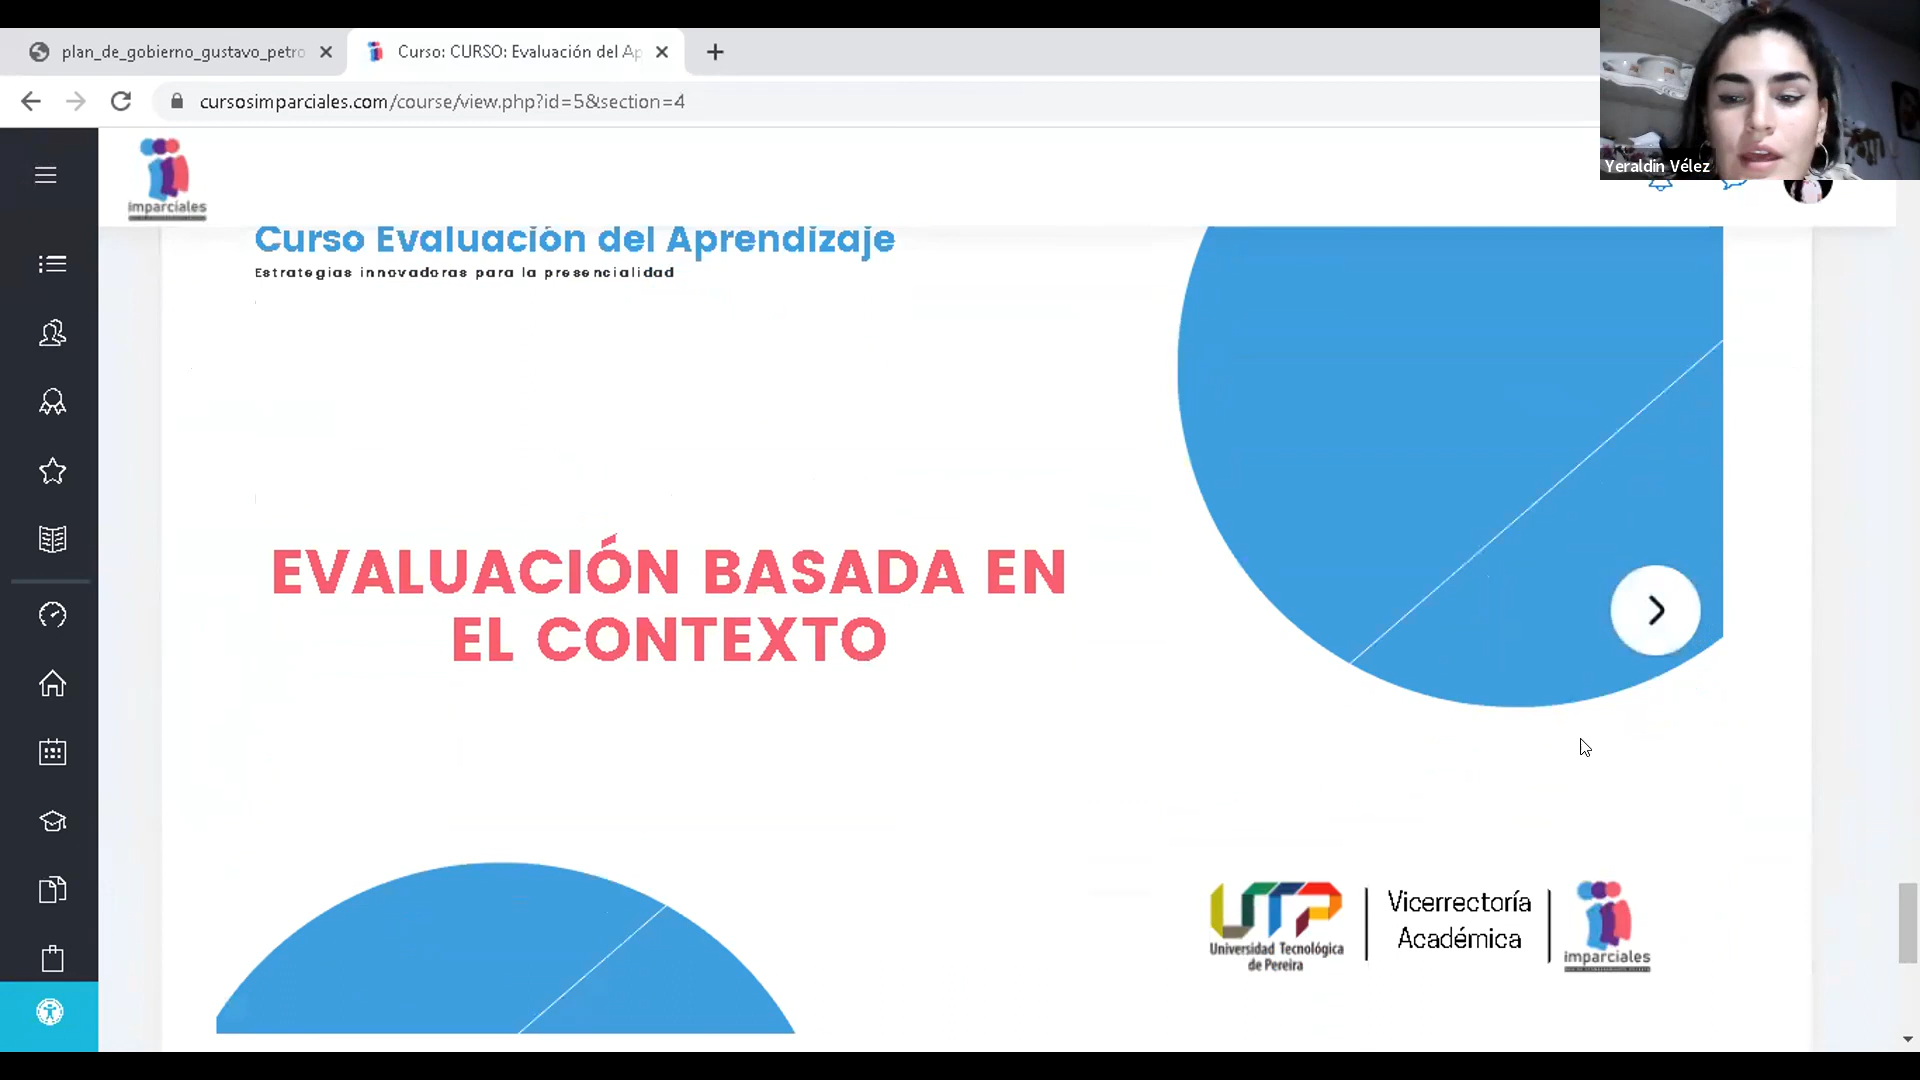 plan_de_gobierno_gustavo_petro
Curso: CURSO: Evaluación del Ap
cursosimparciales.com/course/view.php?id=5&section=4
Yeraldin Vélez
imparciales
Curso Evaluación del Aprendizaje
Estrategias innovadoras para la presencialidad
EVALUACIÓN BASADA EN
EL CONTEXTO
UTP
Universidad Tecnológica
de Pereira
Vicerrectoría
Académica
imparciales